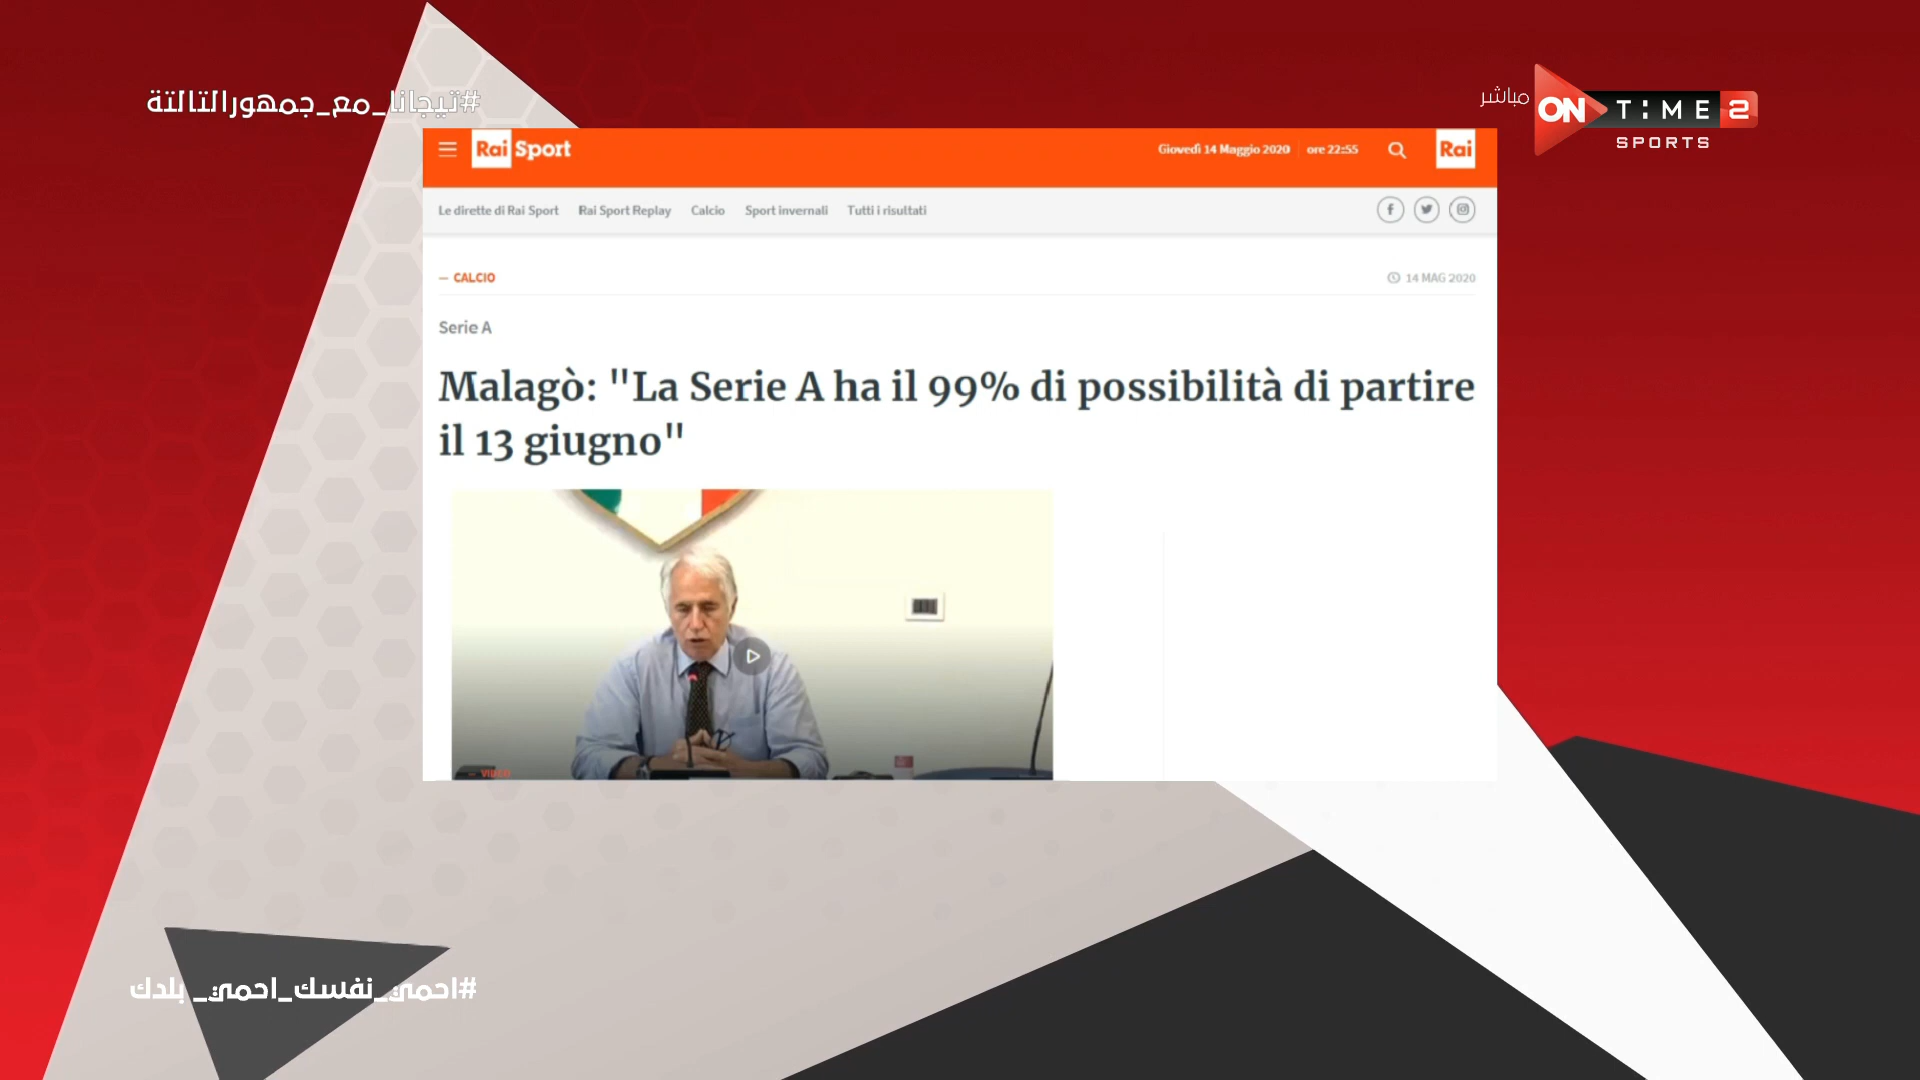 #تيجانا_مع_جمهورالتالتة
مباشر
ON TIME 2
SPORTS
Rai Sport
Giovedì 14 Maggio 2020 ore 22:55
Rai
Le dirette di Rai Sport Rai Sport Replay Calcio Sport invernali Tutti i risultati
— CALCIO
14 MAG 2020
Serie A
Malagò: "La Serie A ha il 99% di possibilità di partire
il 13 giugno"
— VIDEO
#احمي_نفسك_احمي_بلدك